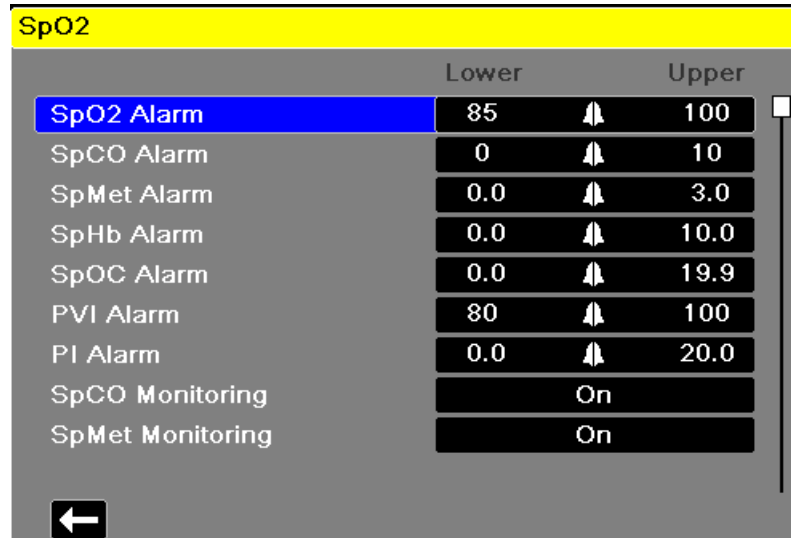 SpO2
Lower Upper
SpO2 Alarm 85 100
SpCO Alarm 0 10
SpMet Alarm 0.0 3.0
SpHb Alarm 0.0 10.0
SpOC Alarm 0.0 19.9
PVI Alarm 80 100
PI Alarm 0.0 20.0
SpCO Monitoring On
SpMet Monitoring On